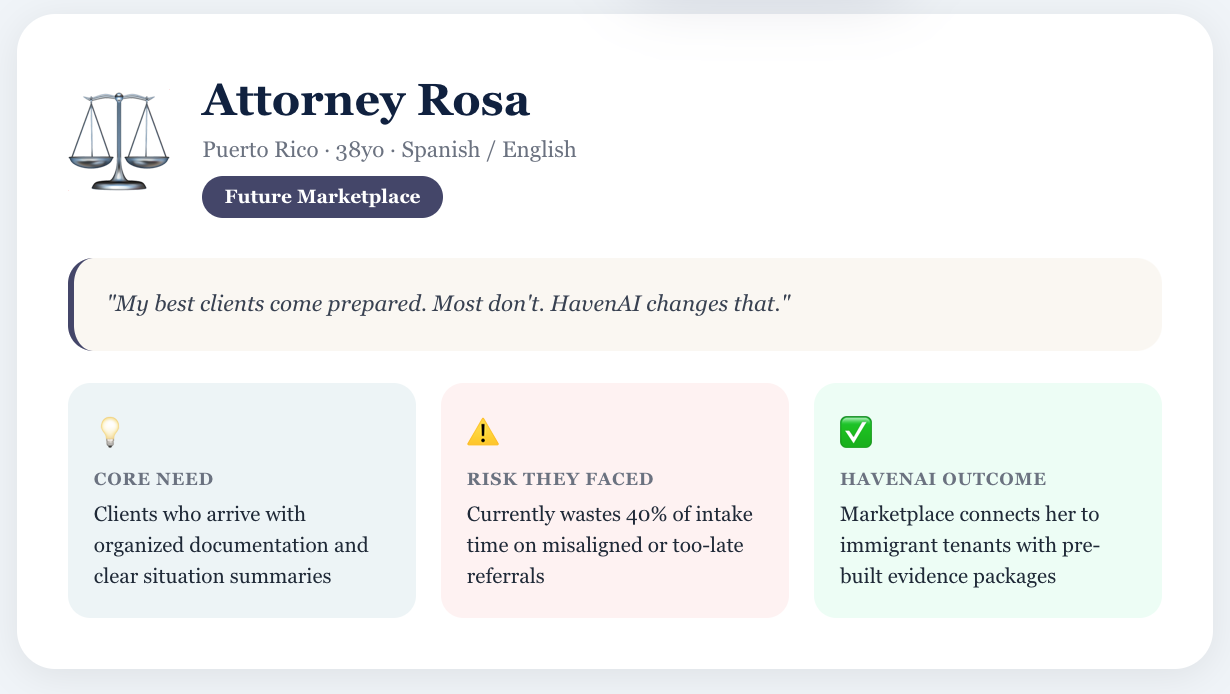 Attorney Rosa
Puerto Rico · 38yo · Spanish / English
Future Marketplace
"My best clients come prepared. Most don't. HavenAI changes that."
CORE NEED
Clients who arrive with
organized documentation and
clear situation summaries
RISK THEY FACED
Currently wastes 40% of intake
time on misaligned or too-late
referrals
HAVENAI OUTCOME
Marketplace connects her to
immigrant tenants with pre-
built evidence packages